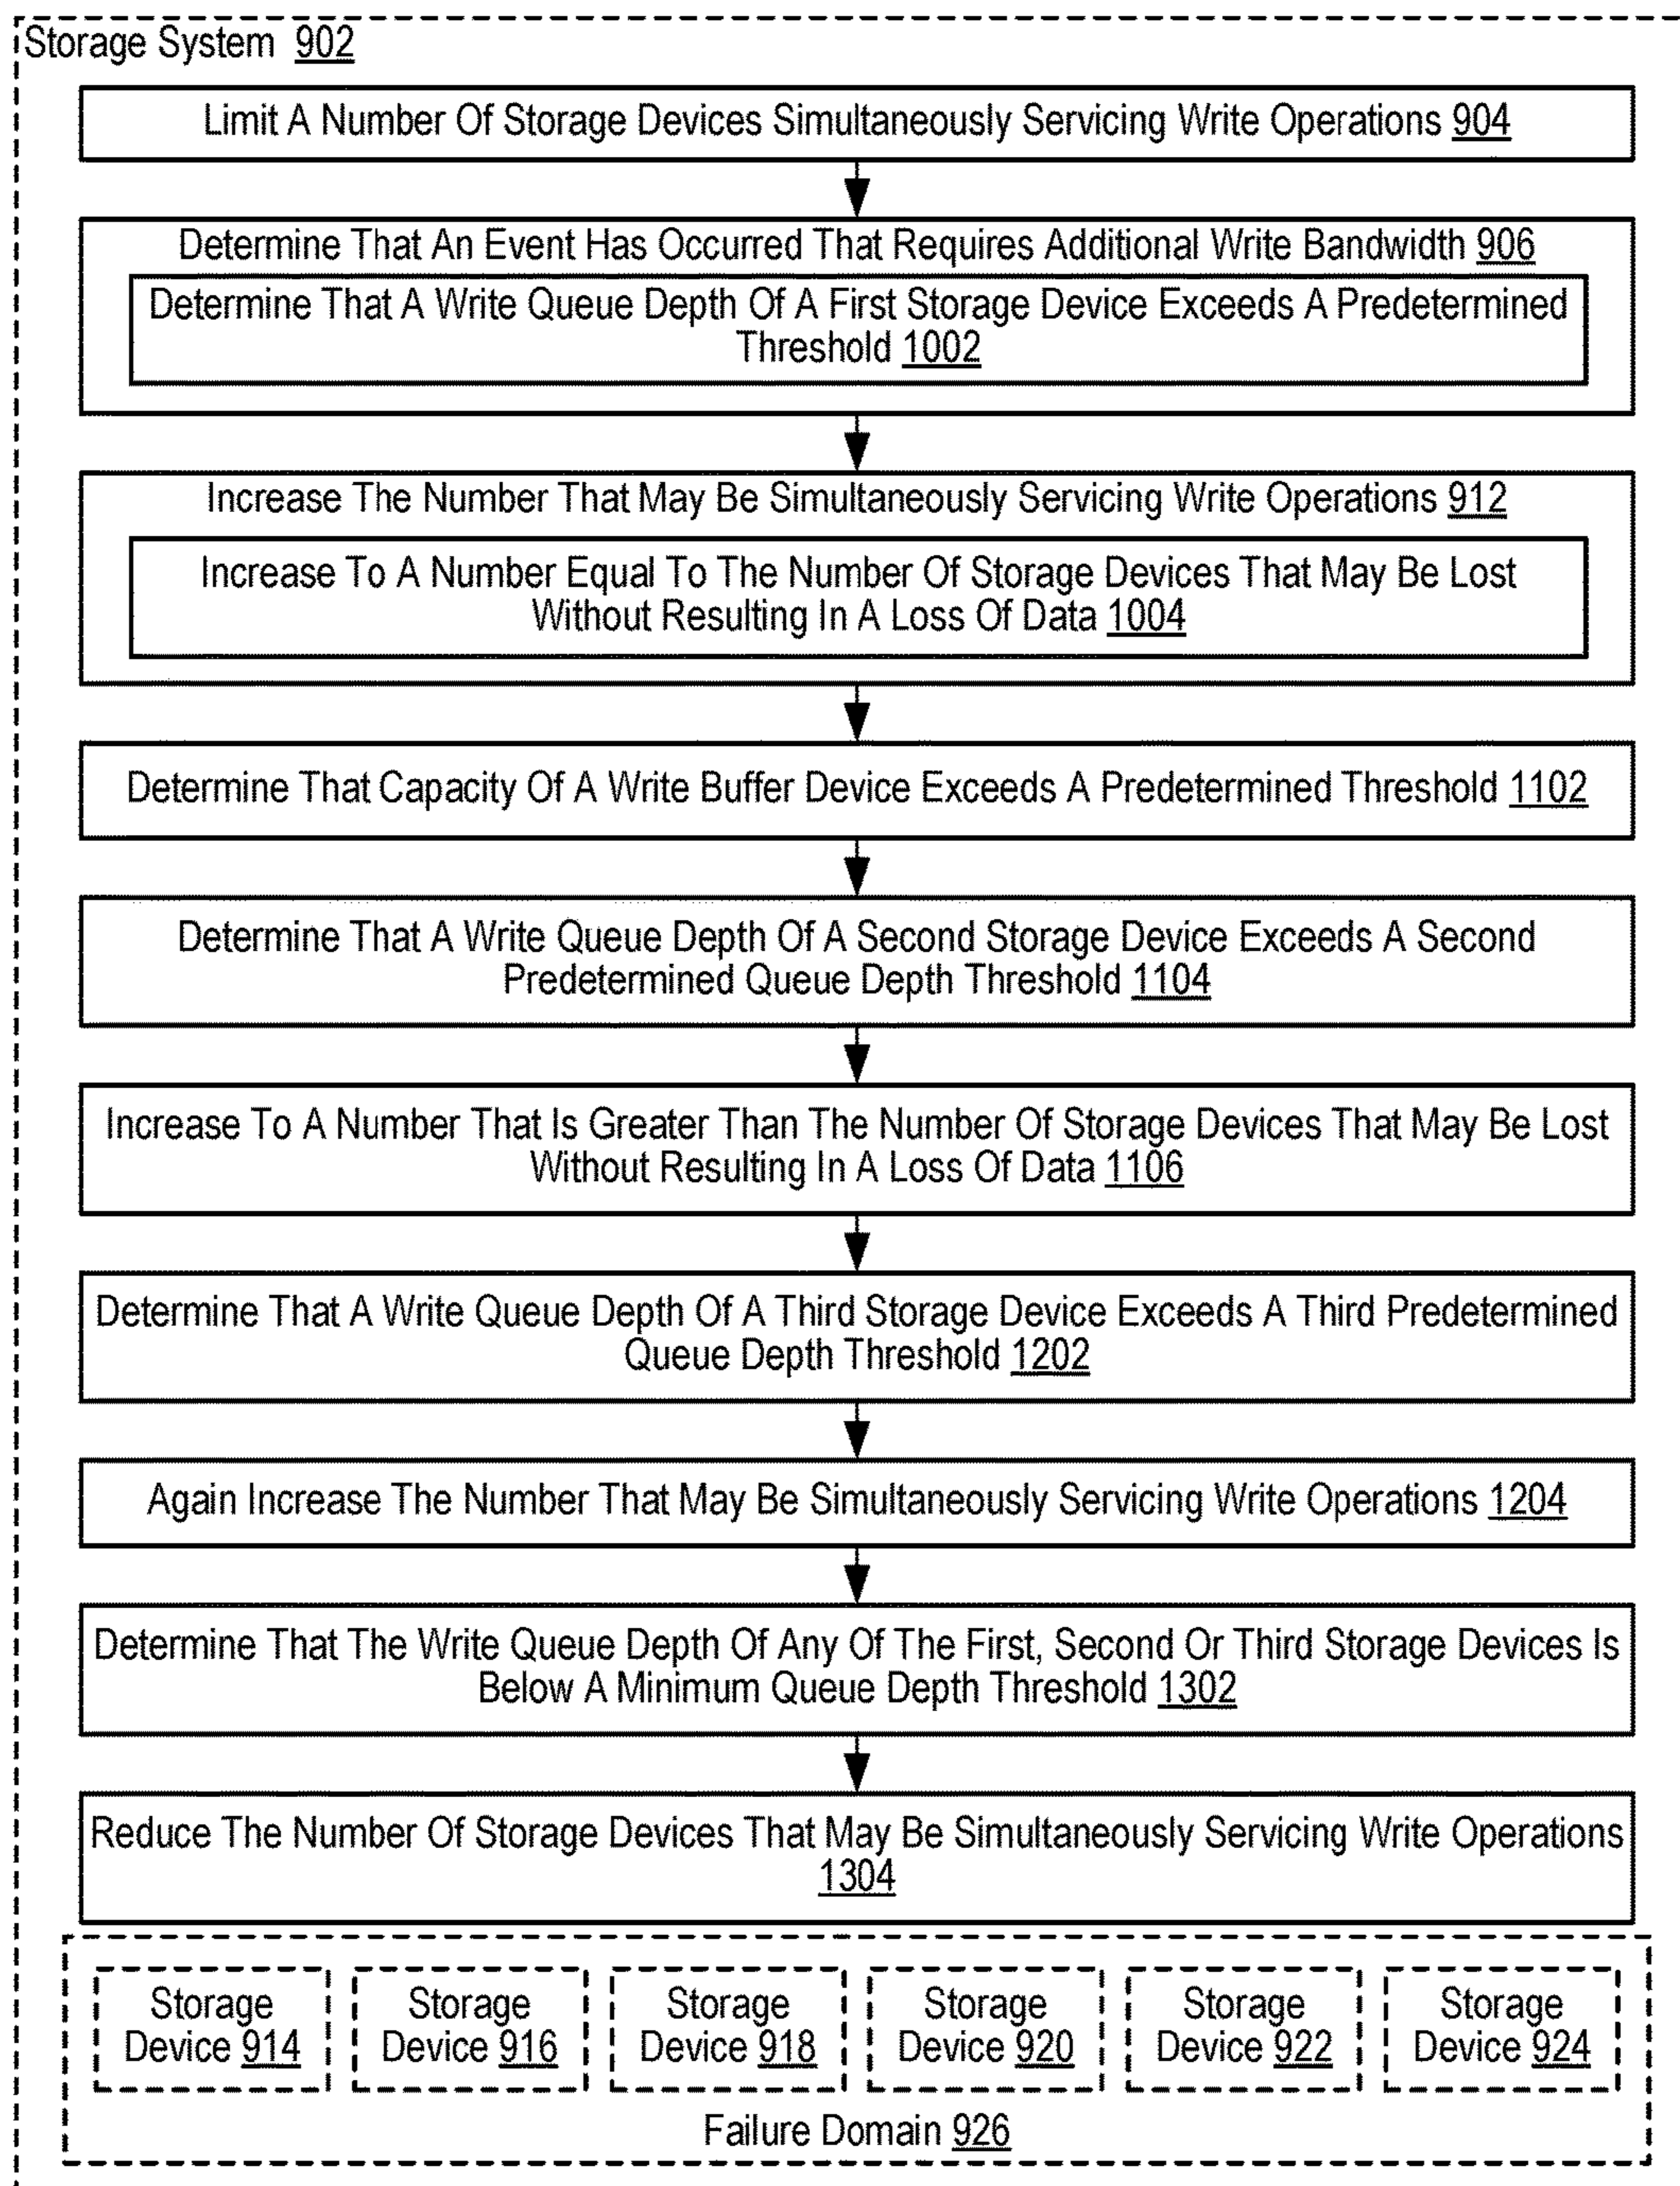 Storage System 902
Limit A Number Of Storage Devices Simultaneously Servicing Write Operations 904
Determine That An Event Has Occurred That Requires Additional Write Bandwidth 906
Determine That A Write Queue Depth Of A First Storage Device Exceeds A Predetermined
Threshold 1002
Increase The Number That May Be Simultaneously Servicing Write Operations 912
Increase To A Number Equal To The Number Of Storage Devices That May Be Lost
Without Resulting In A Loss Of Data 1004
Determine That Capacity Of A Write Buffer Device Exceeds A Predetermined Threshold 1102
Determine That A Write Queue Depth Of A Second Storage Device Exceeds A Second
Predetermined Queue Depth Threshold 1104
Increase To A Number That Is Greater Than The Number Of Storage Devices That May Be Lost
Without Resulting In A Loss Of Data 1106
Determine That A Write Queue Depth Of A Third Storage Device Exceeds A Third Predetermined
Queue Depth Threshold 1202
Again Increase The Number That May Be Simultaneously Servicing Write Operations 1204
Determine That The Write Queue Depth Of Any Of The First, Second Or Third Storage Devices Is
Below A Minimum Queue Depth Threshold 1302
Reduce The Number Of Storage Devices That May Be Simultaneously Servicing Write Operations
1304
Storage
Device 914
Storage
Device 916
Storage
Device 918
Storage
Device 920
Storage
Device 922
Storage
Device 924
Failure Domain 926